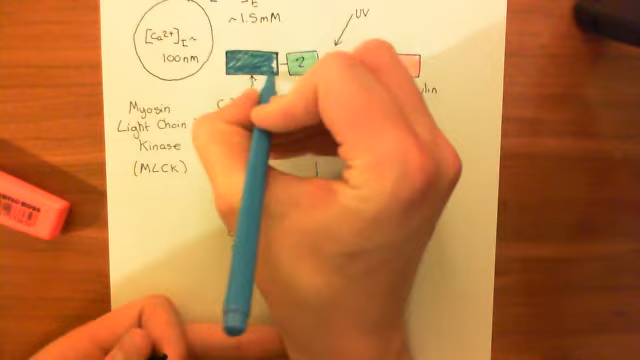 E
~1.5mM
UV
[Ca²⁺]ᵢ ~
100nm
2
Myosin
Light Chain
Kinase
(MLCK)